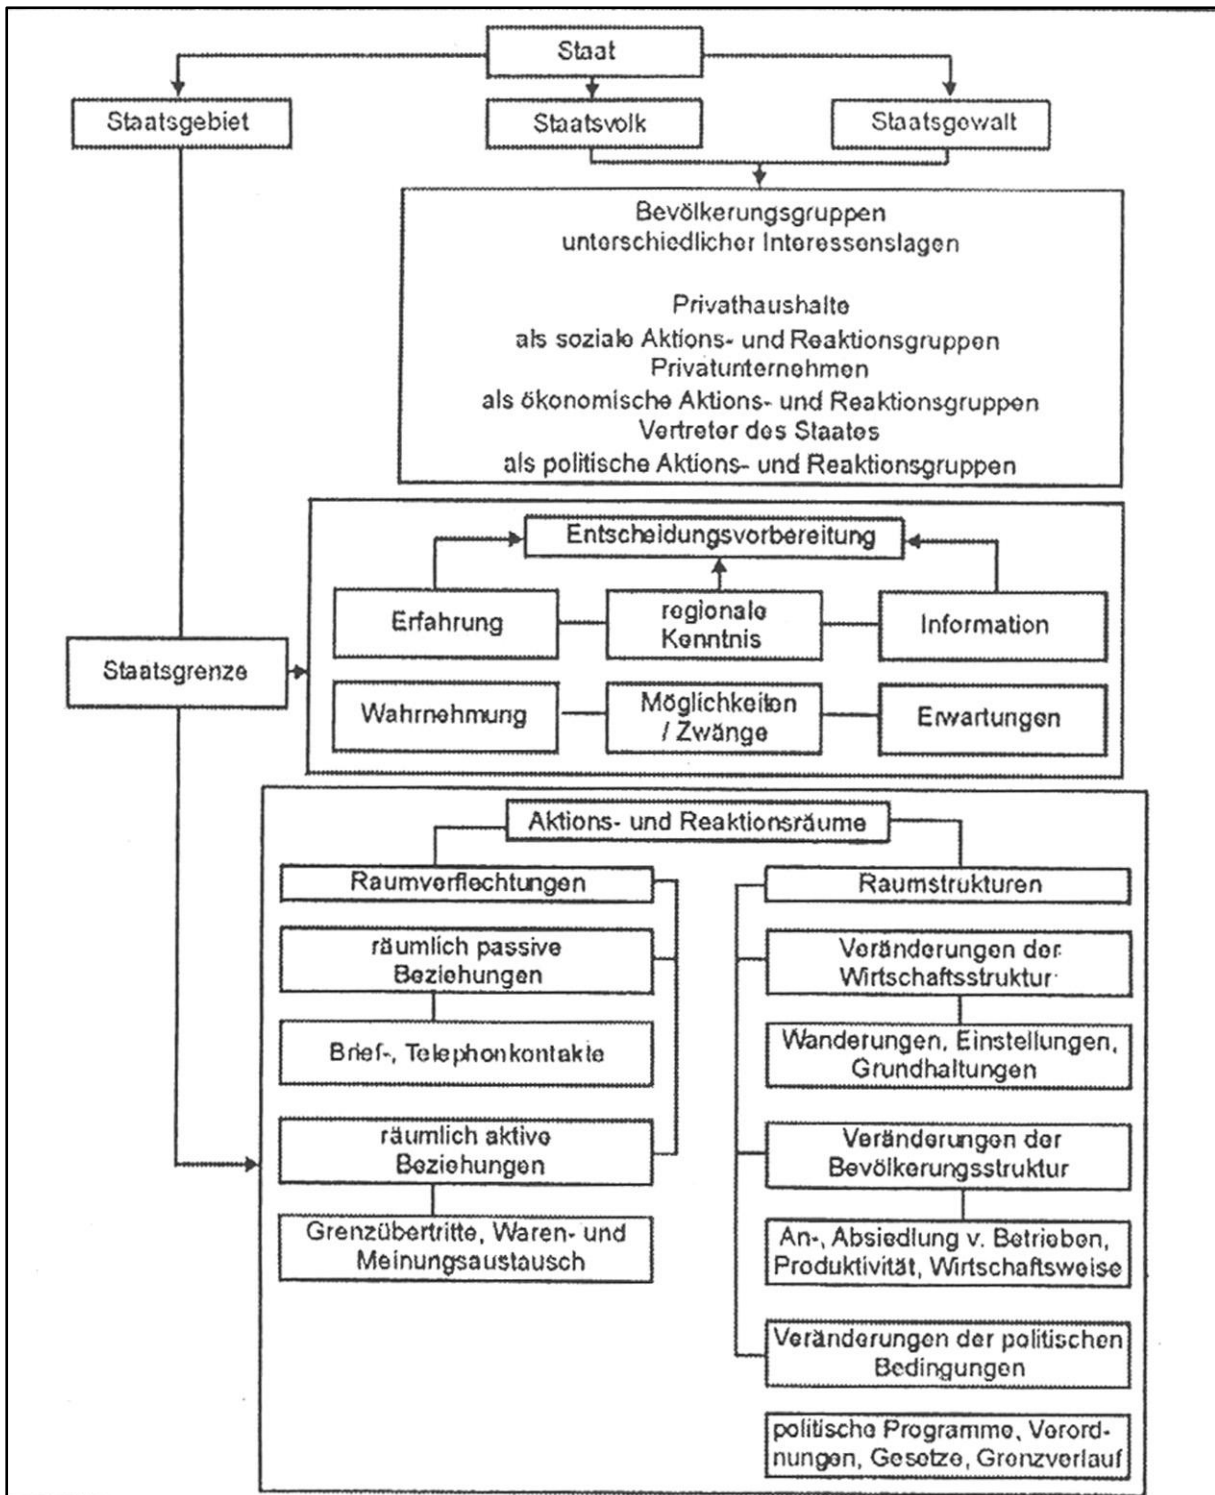 Staat
Staatsgebiet
Staatsvolk
Staatsgewalt
Bevölkerungsgruppen
unterschiedlicher Interessenslagen
Privathaushalte
als soziale Aktions- und Reaktionsgruppen
Privatunternehmen
als ökonomische Aktions- und Reaktionsgruppen
Vertreter des Staates
als politische Aktions- und Reaktionsgruppen
Entscheidungsvorbereitung
Erfahrung
regionale
Kenntnis
Information
Staatsgrenze
Wahrnehmung
Möglichkeiten
/ Zwänge
Erwartungen
Aktions- und Reaktionsräume
Raumverflechtungen
räumlich passive
Beziehungen
Brief-, Telephonkontakte
räumlich aktive
Beziehungen
Grenzübertritte, Waren- und
Meinungsaustausch
Raumstrukturen
Veränderungen der
Wirtschaftsstruktur
Wanderungen, Einstellungen,
Grundhaltungen
Veränderungen der
Bevölkerungsstruktur
An-, Absiedlung v. Betrieben,
Produktivität, Wirtschaftsweise
Veränderungen der politischen
Bedingungen
politische Programme, Verord-
nungen, Gesetze, Grenzverlauf